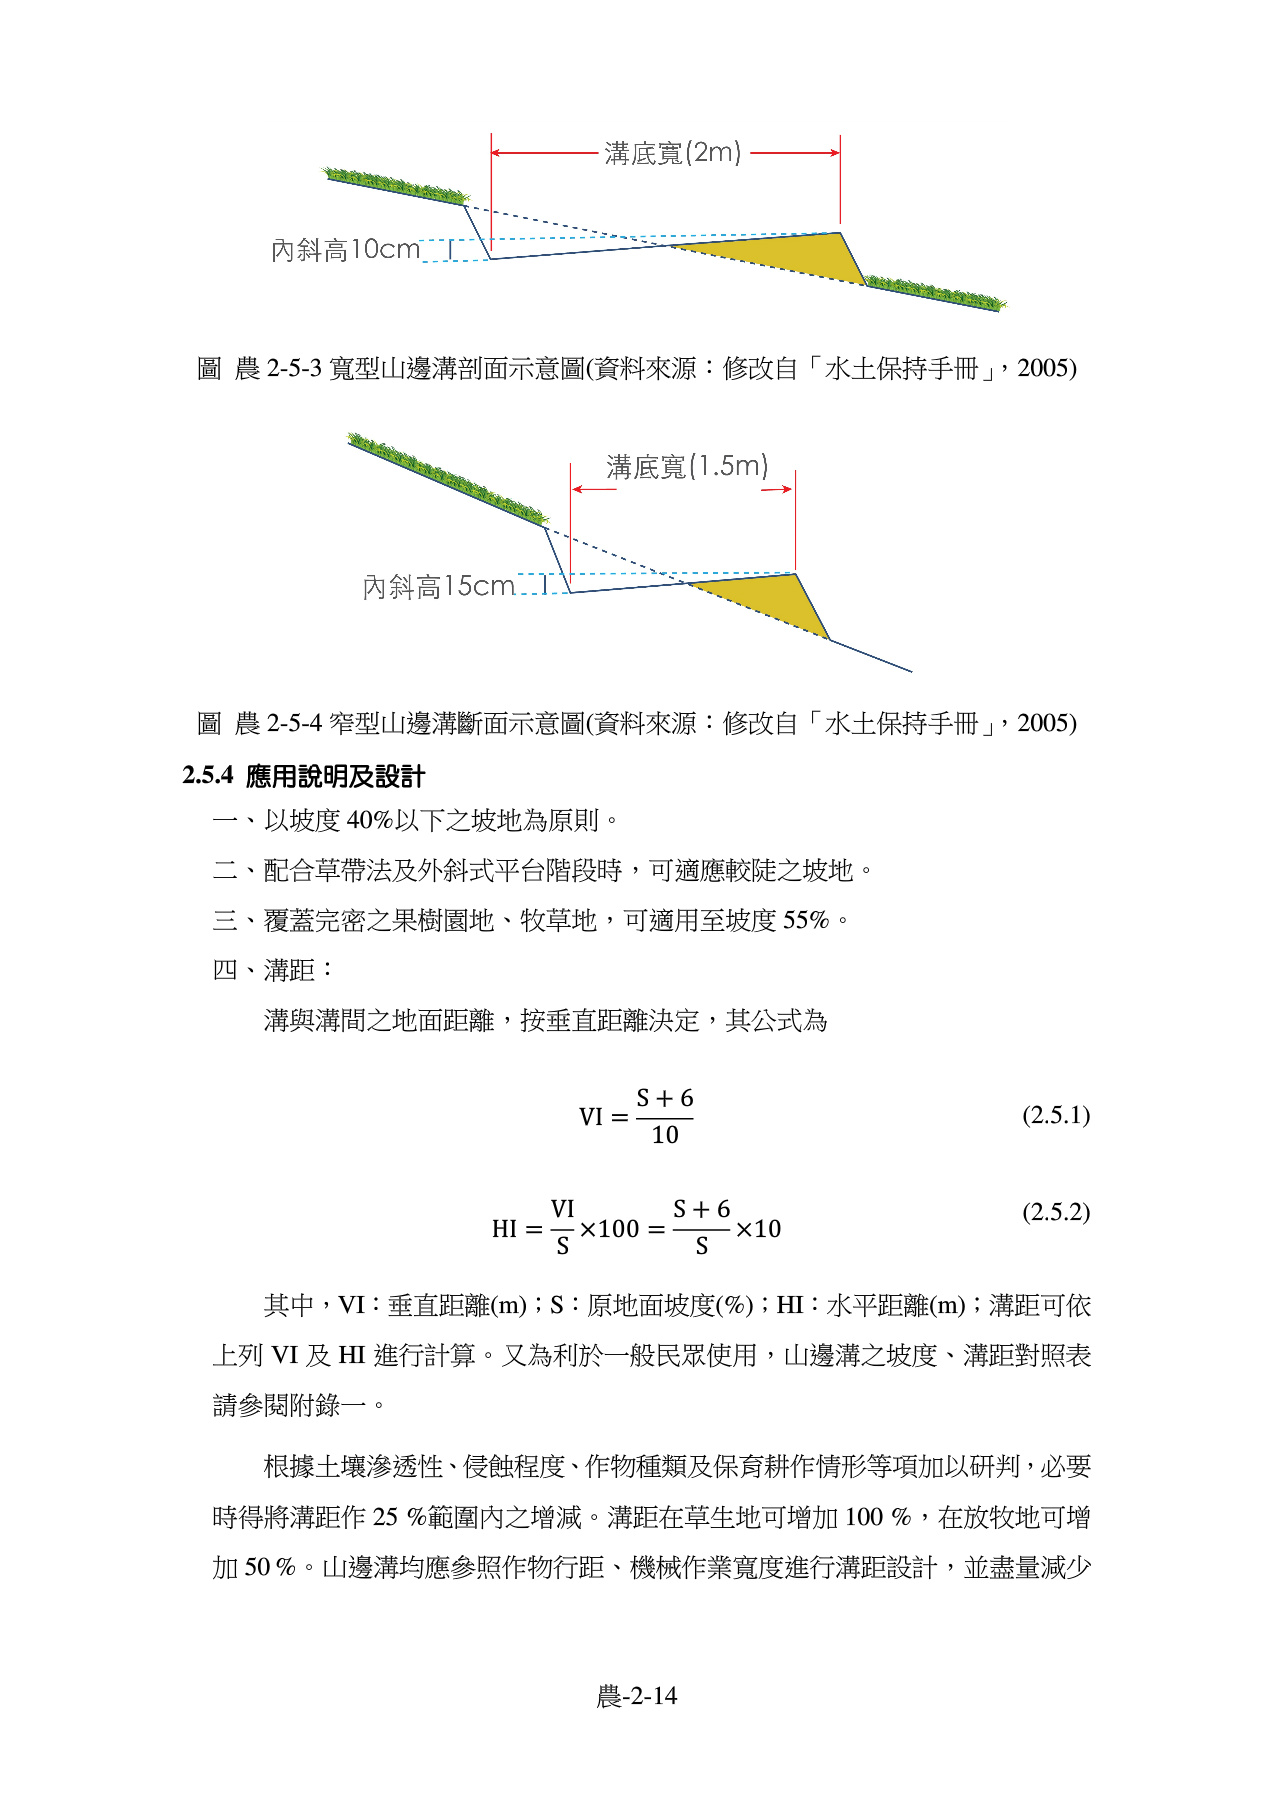 溝底寬(2m)
內斜高10cm
圖 農 2-5-3 寬型山邊溝剖面示意圖(資料來源：修改自「水土保持手冊」，2005)
溝底寬(1.5m)
內斜高15cm
圖 農 2-5-4 窄型山邊溝斷面示意圖(資料來源：修改自「水土保持手冊」，2005)
2.5.4 應用說明及設計
一、以坡度 40%以下之坡地為原則。
二、配合草帶法及外斜式平台階段時，可適應較陡之坡地。
三、覆蓋完密之果樹園地、牧草地，可適用至坡度 55%。
四、溝距：
溝與溝間之地面距離，按垂直距離決定，其公式為
VI = (S + 6)/10 (2.5.1)
HI = VI/S ×100 = (S + 6)/S ×10 (2.5.2)
其中，VI：垂直距離(m)；S：原地面坡度(%)；HI：水平距離(m)；溝距可依
上列 VI 及 HI 進行計算。又為利於一般民眾使用，山邊溝之坡度、溝距對照表
請參閱附錄一。
根據土壤滲透性、侵蝕程度、作物種類及保育耕作情形等項加以研判，必要
時得將溝距作 25 %範圍內之增減。溝距在草生地可增加 100 %，在放牧地可增
加 50 %。山邊溝均應參照作物行距、機械作業寬度進行溝距設計，並盡量減少
農-2-14